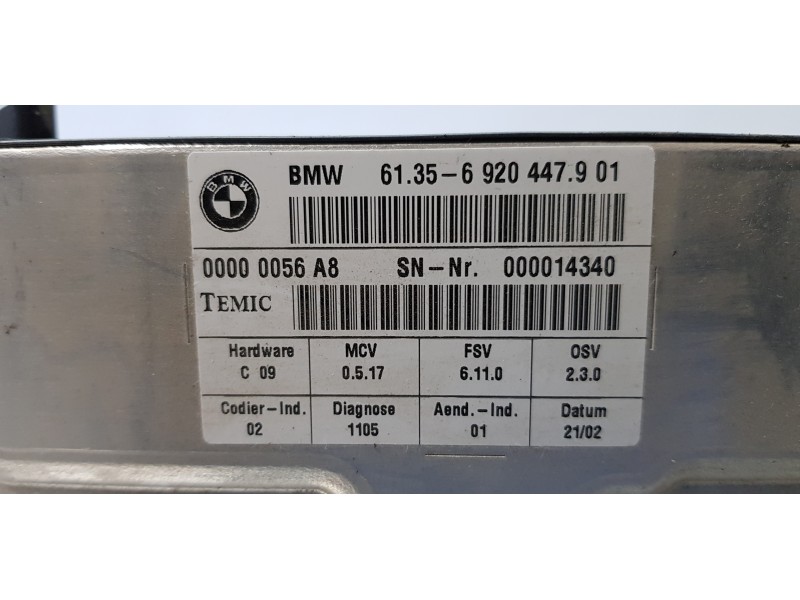 BMW
BMW 61.35-6 920 447.9 01
0000 0056 A8 SN-Nr. 000014340
TEMIC
Hardware MCV FSV OSV
C 09 0.5.17 6.11.0 2.3.0
Codier-Ind. Diagnose Aend.-Ind. Datum
02 1105 01 21/02